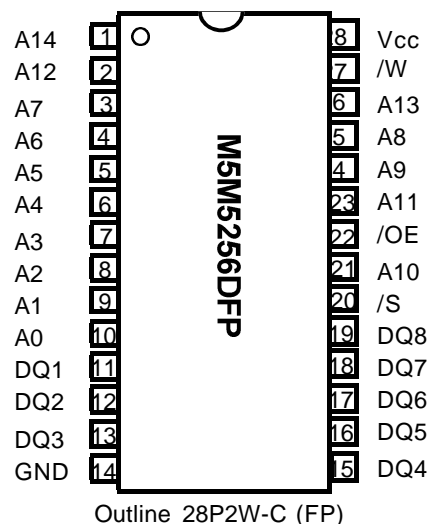 A14 1 8 Vcc
A12 2 27 /W
A7 3 6 A13
A6 4 5 A8
A5 5 4 A9
A4 6 23 A11
A3 7 22 /OE
A2 8 21 A10
A1 9 20 /S
A0 10 19 DQ8
DQ1 11 18 DQ7
DQ2 12 17 DQ6
DQ3 13 16 DQ5
GND 14 15 DQ4
M5M5256DFP
Outline 28P2W-C (FP)